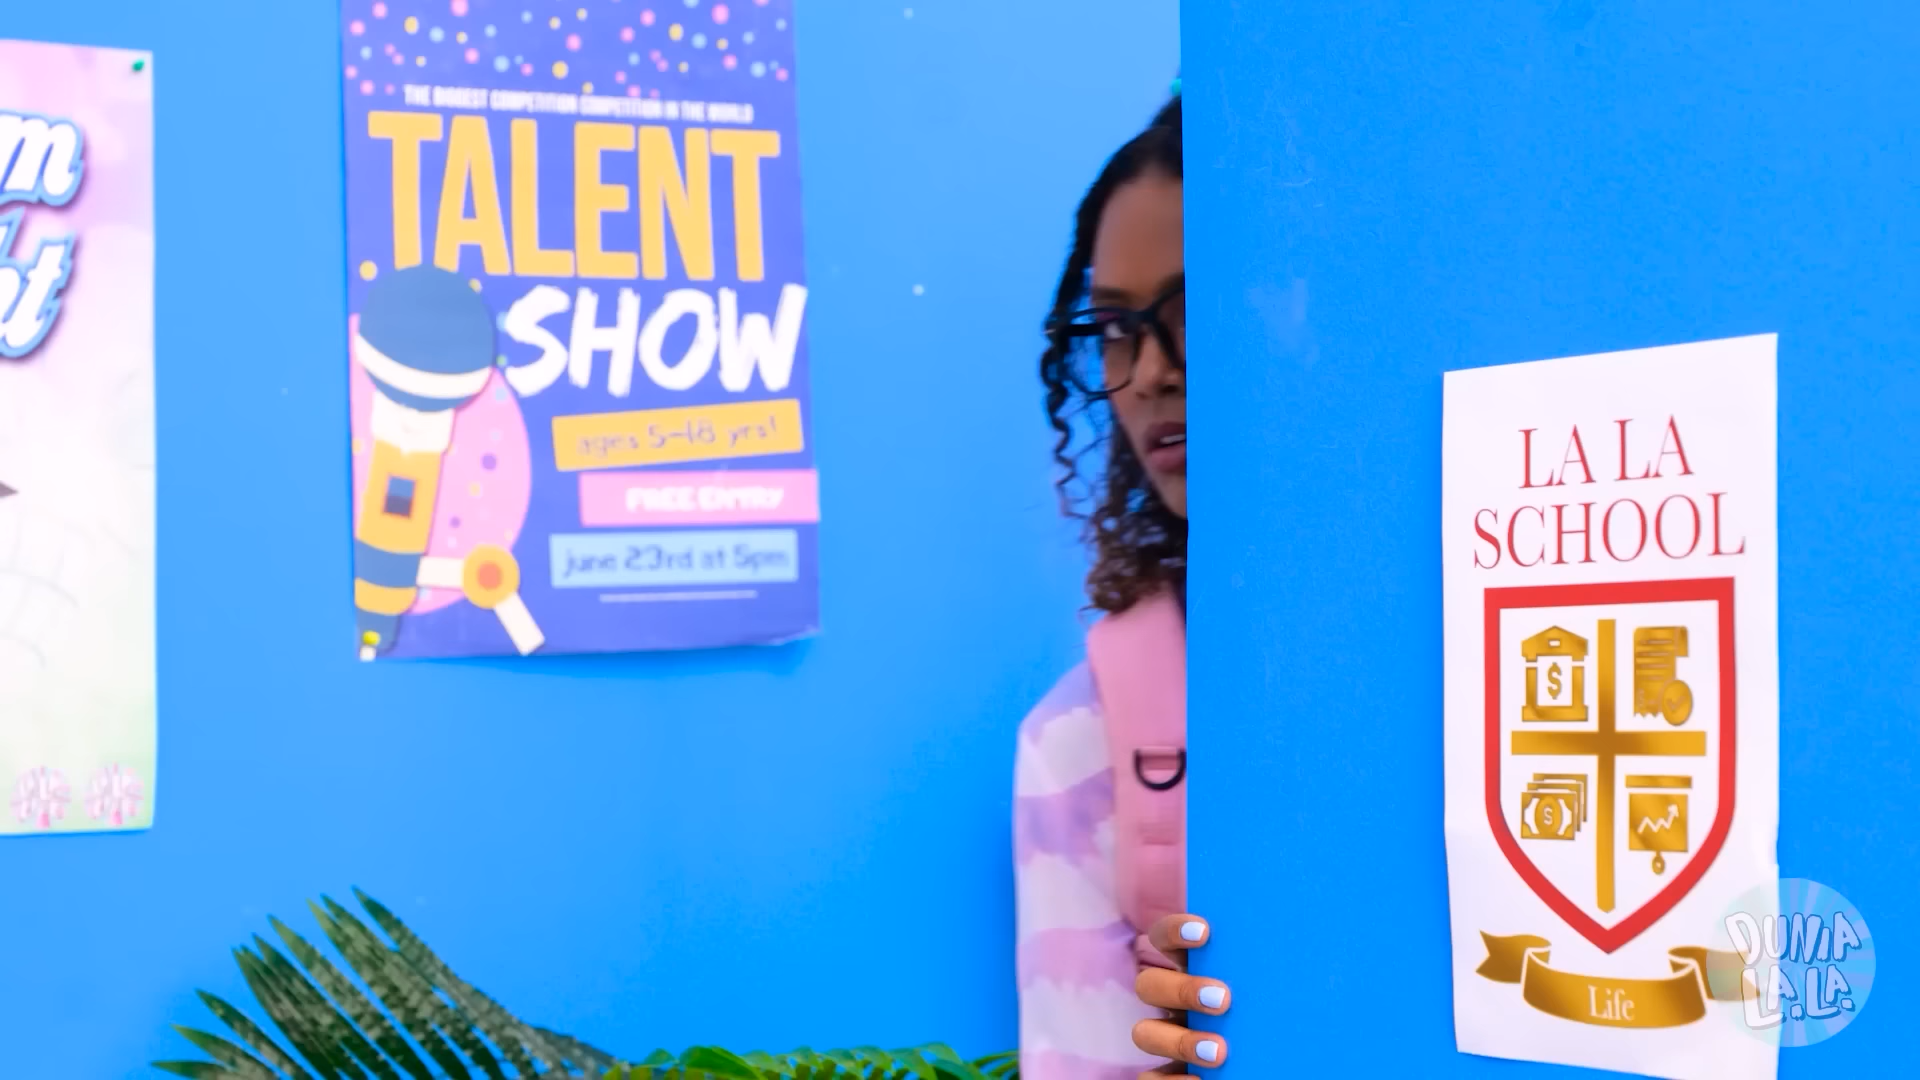 THE BIGGEST COMPETITION COMPETITION IN THE WORLD
TALENT
SHOW
ages 5-18 yrs!
FREE ENTRY
june 23rd at 5pm
LA LA
SCHOOL
$
$
Life
DUNIA
LA.LA.